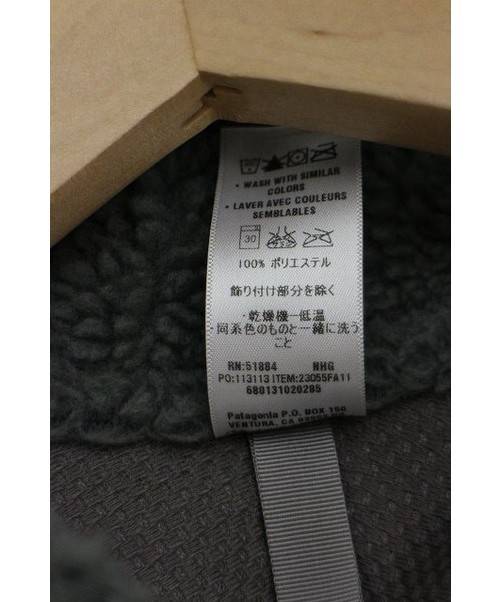 • WASH WITH SIMILAR
COLORS
• LAVER AVEC COULEURS
SEMBLABLES
30
100% ポリエステル
飾り付け部分を除く
・乾燥機ー低温
・同系色のものと一緒に洗う
こと
RN:51884 NHG
PO:113113 ITEM:23055FA11
680131020285
Patagonia P.O. BOX 150
VENTURA, CA